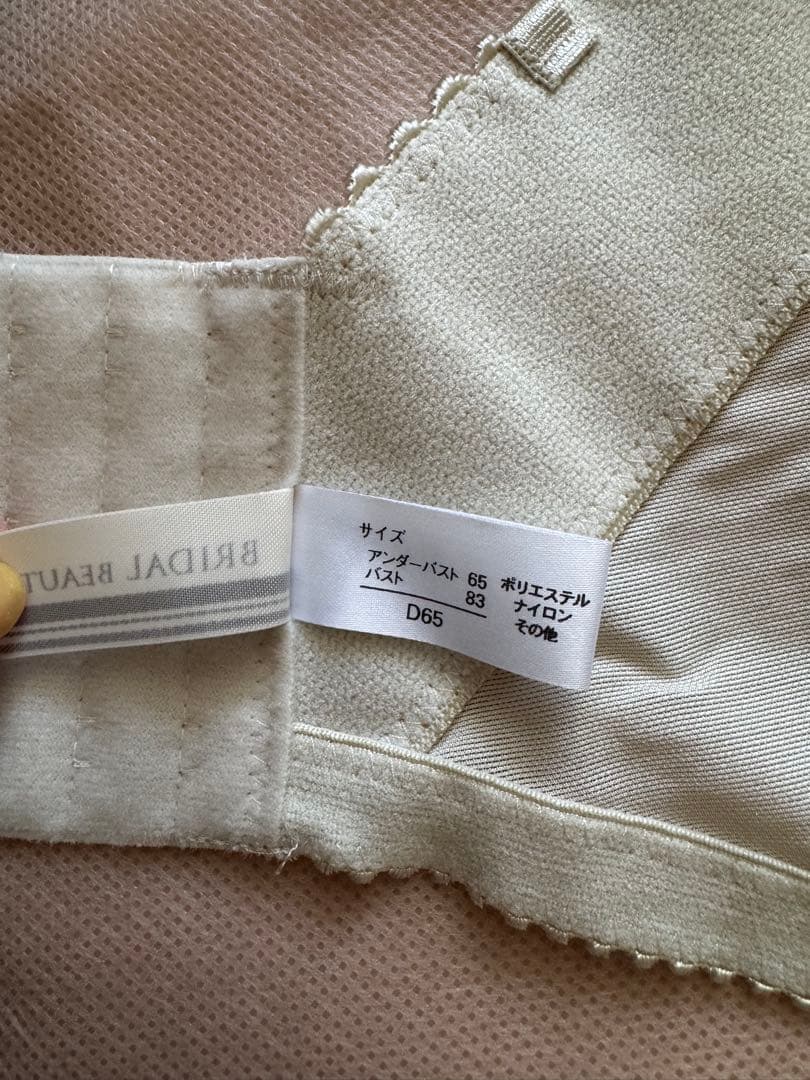 BRIDAL BEAUT
サイズ
アンダーバスト 65
バスト 83
D65
ポリエステル
ナイロン
その他